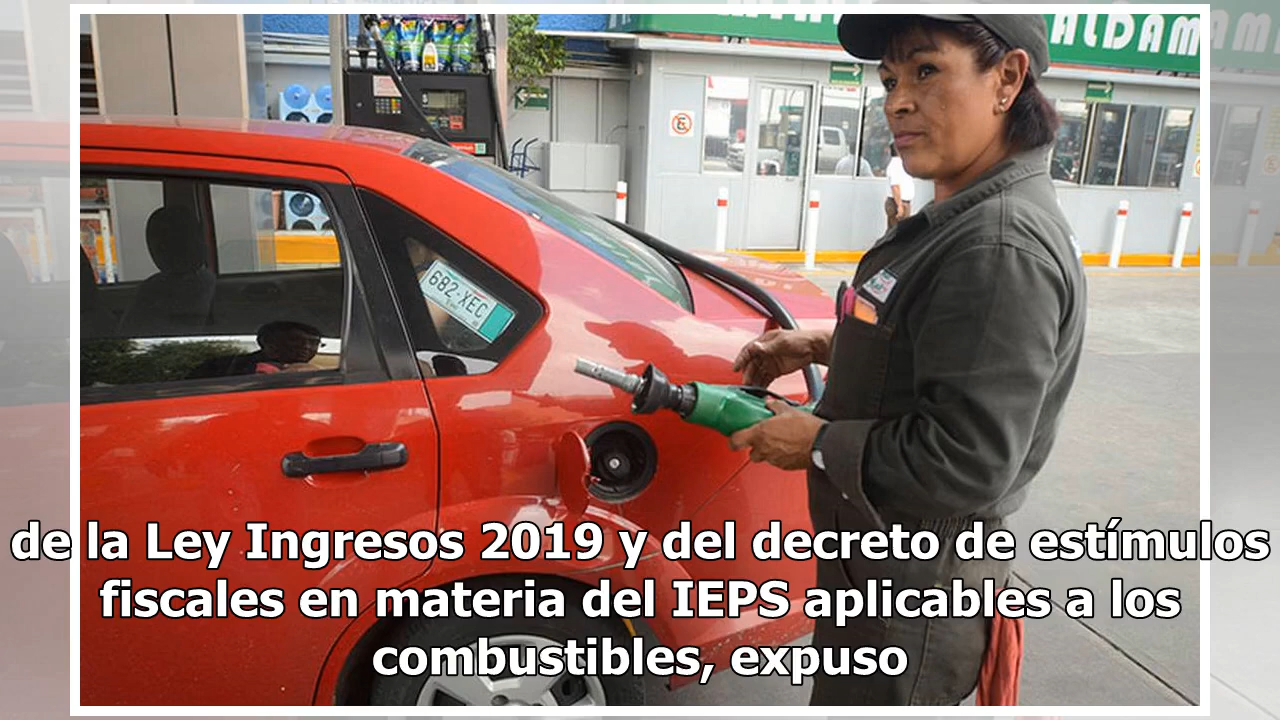 ALDAM
682-XEC
de la Ley Ingresos 2019 y del decreto de estímulos
fiscales en materia del IEPS aplicables a los
combustibles, expuso